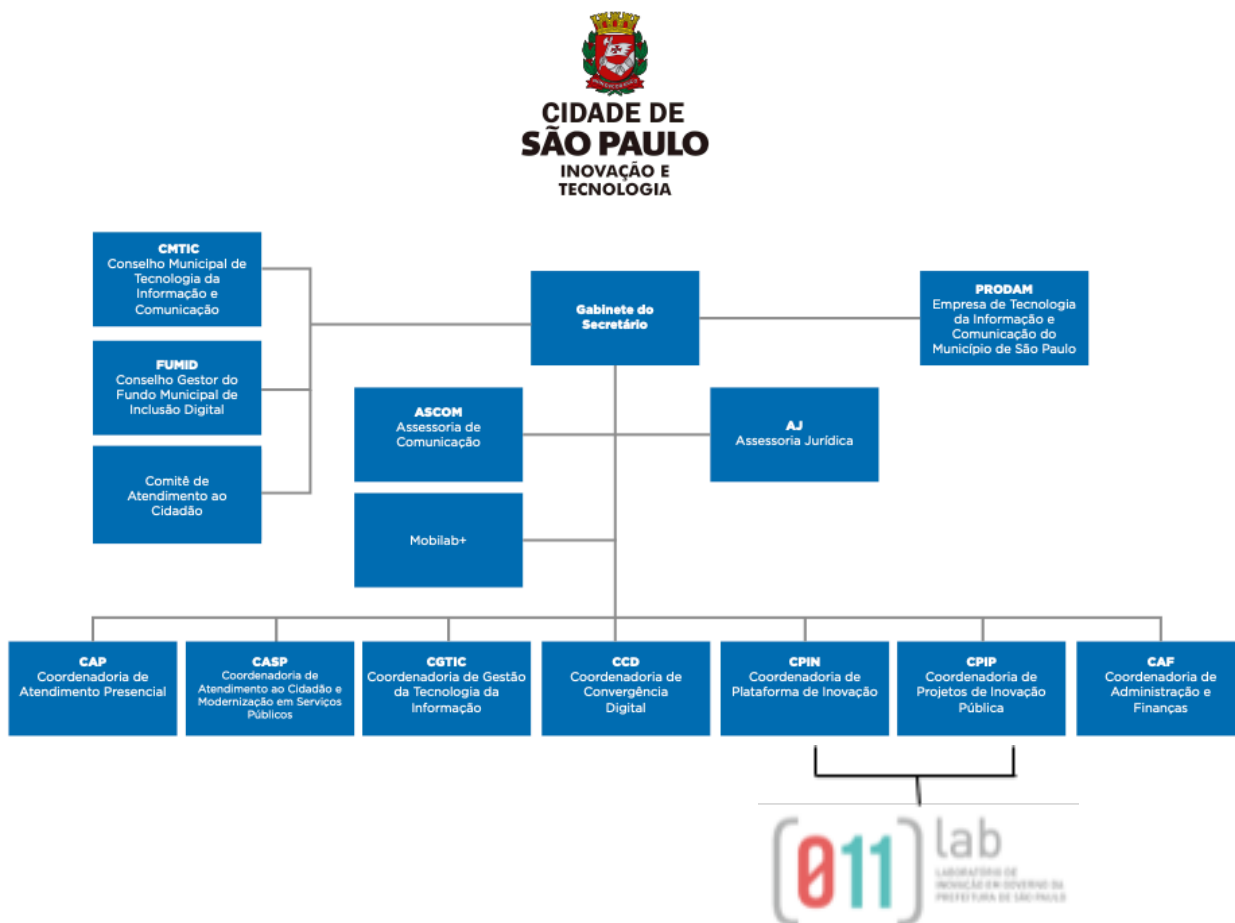 CIDADE DE
SÃO PAULO
INOVAÇÃO E
TECNOLOGIA
CMTIC
Conselho Municipal de
Tecnologia da
Informação e
Comunicação
Gabinete do
Secretário
PRODAM
Empresa de Tecnologia
da Informação e
Comunicação do
Município de São Paulo
FUMID
Conselho Gestor do
Fundo Municipal de
Inclusão Digital
ASCOM
Assessoria de
Comunicação
AJ
Assessoria Jurídica
Comitê de
Atendimento ao
Cidadão
Mobilab+
CAP
Coordenadoria de
Atendimento Presencial
CASP
Coordenadoria de
Atendimento ao Cidadão e
Modernização em Serviços
Públicos
CGTIC
Coordenadoria de Gestão
da Tecnologia da
Informação
CCD
Coordenadoria de
Convergência
Digital
CPIN
Coordenadoria de
Plataforma de Inovação
CPIP
Coordenadoria de
Projetos de Inovação
Pública
CAF
Coordenadoria de
Administração e
Finanças
(011) lab
LABORATÓRIO DE
INOVAÇÃO EM GOVERNO DA
PREFEITURA DE SÃO PAULO